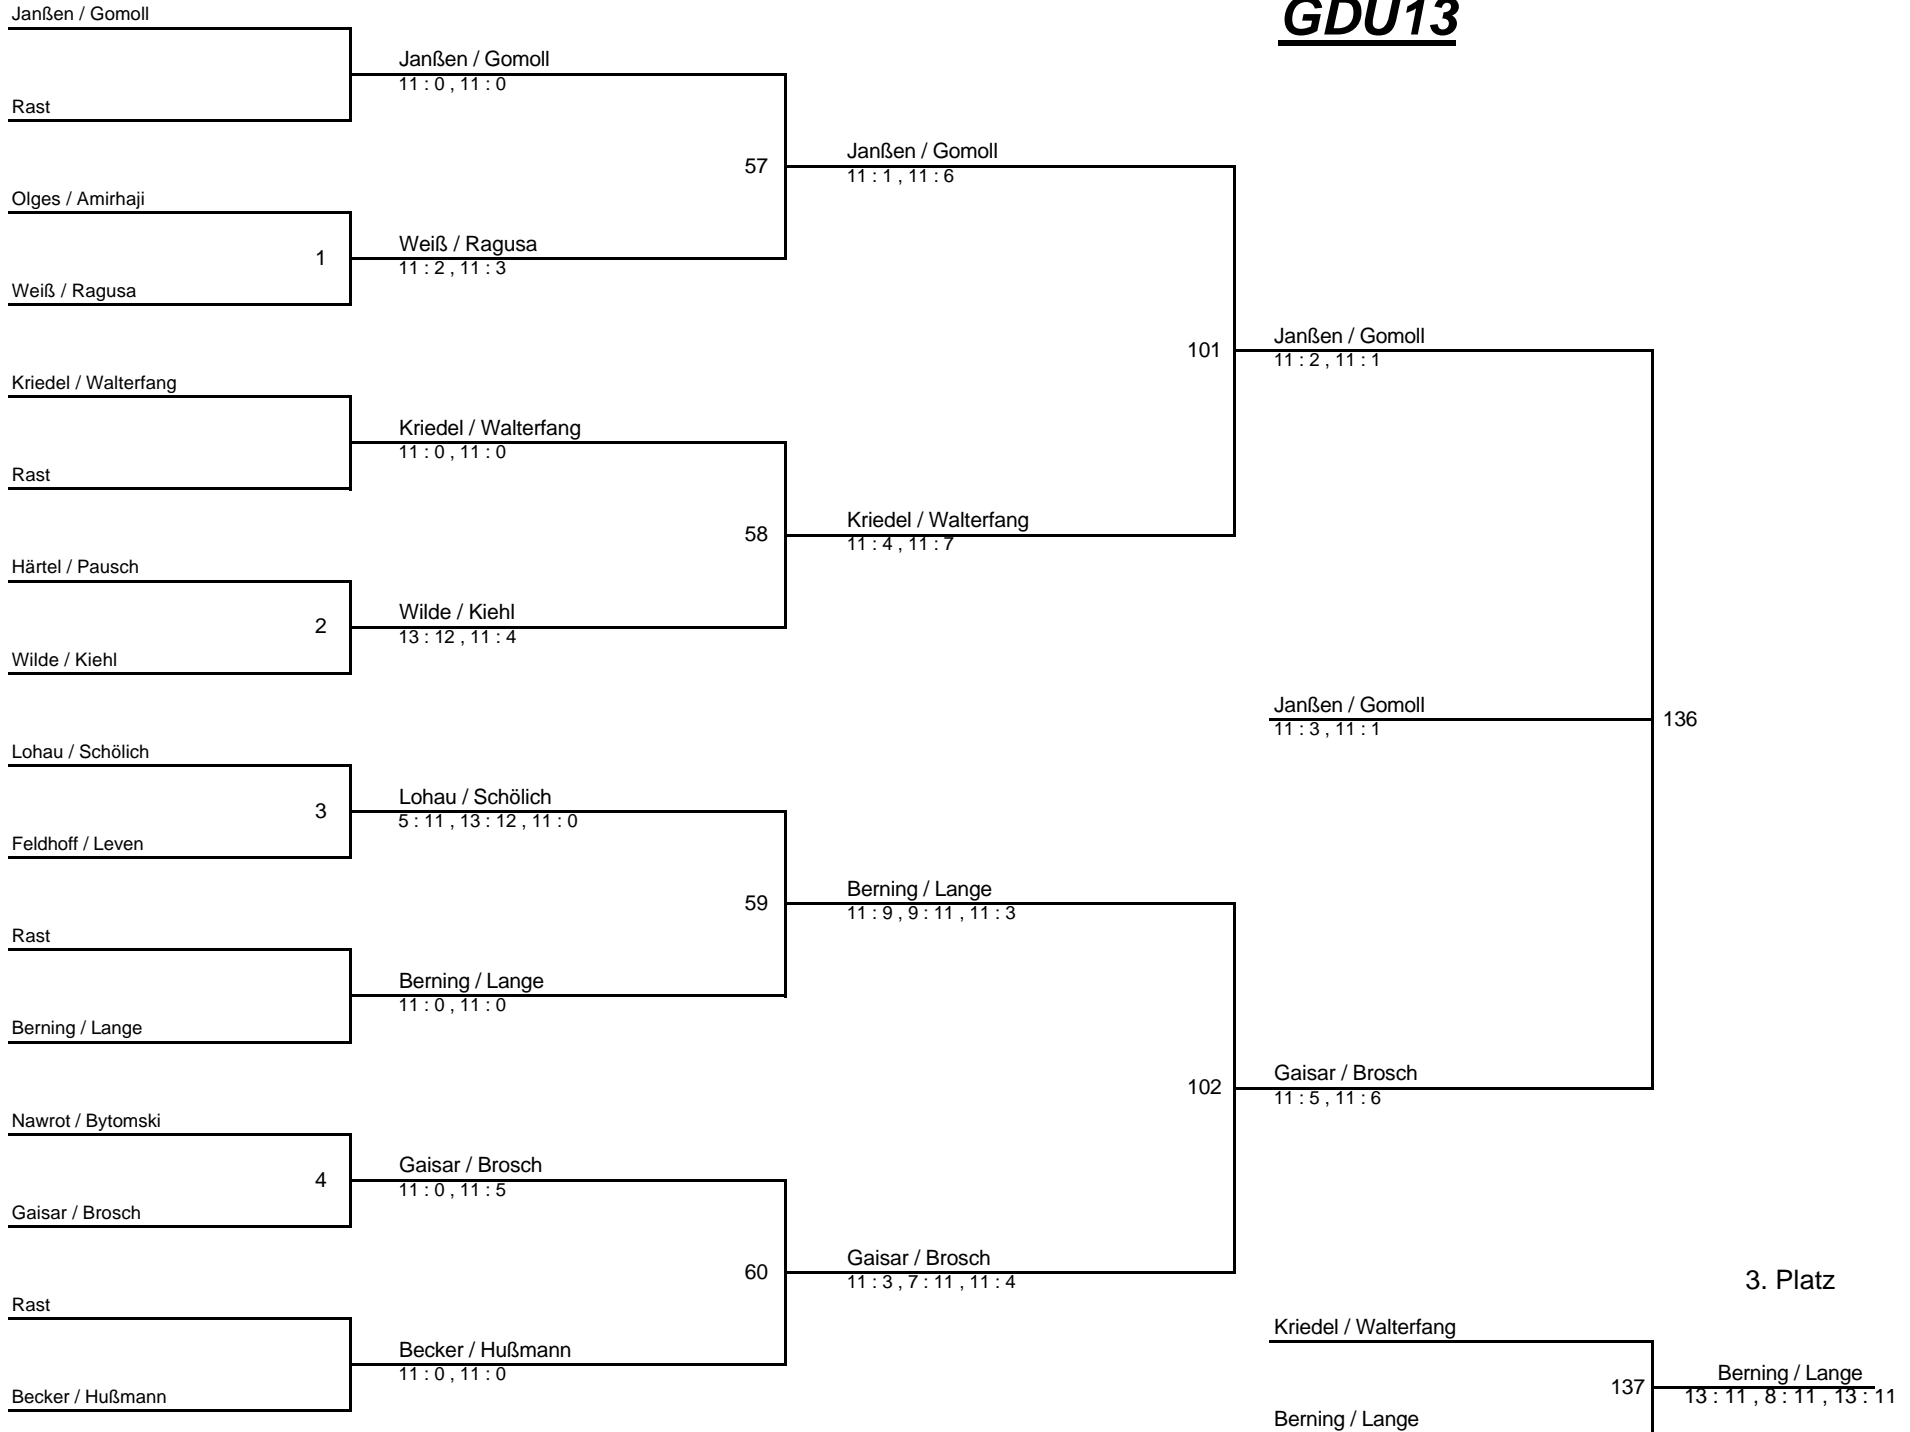 GDU13
Janßen / Gomoll
Janßen / Gomoll
11 : 0 , 11 : 0
Rast
57
Janßen / Gomoll
11 : 1 , 11 : 6
Olges / Amirhaji
1
Weiß / Ragusa
11 : 2 , 11 : 3
Weiß / Ragusa
101
Janßen / Gomoll
11 : 2 , 11 : 1
Kriedel / Walterfang
Kriedel / Walterfang
11 : 0 , 11 : 0
Rast
58
Kriedel / Walterfang
11 : 4 , 11 : 7
Härtel / Pausch
2
Wilde / Kiehl
13 : 12 , 11 : 4
Wilde / Kiehl
Janßen / Gomoll
11 : 3 , 11 : 1
136
Lohau / Schölich
3
Lohau / Schölich
5 : 11 , 13 : 12 , 11 : 0
Feldhoff / Leven
59
Berning / Lange
11 : 9 , 9 : 11 , 11 : 3
Rast
Berning / Lange
11 : 0 , 11 : 0
Berning / Lange
102
Gaisar / Brosch
11 : 5 , 11 : 6
Nawrot / Bytomski
4
Gaisar / Brosch
11 : 0 , 11 : 5
Gaisar / Brosch
60
Gaisar / Brosch
11 : 3 , 7 : 11 , 11 : 4
3. Platz
Rast
Kriedel / Walterfang
Becker / Hußmann
11 : 0 , 11 : 0
Becker / Hußmann
137
Berning / Lange
13 : 11 , 8 : 11 , 13 : 11
Berning / Lange